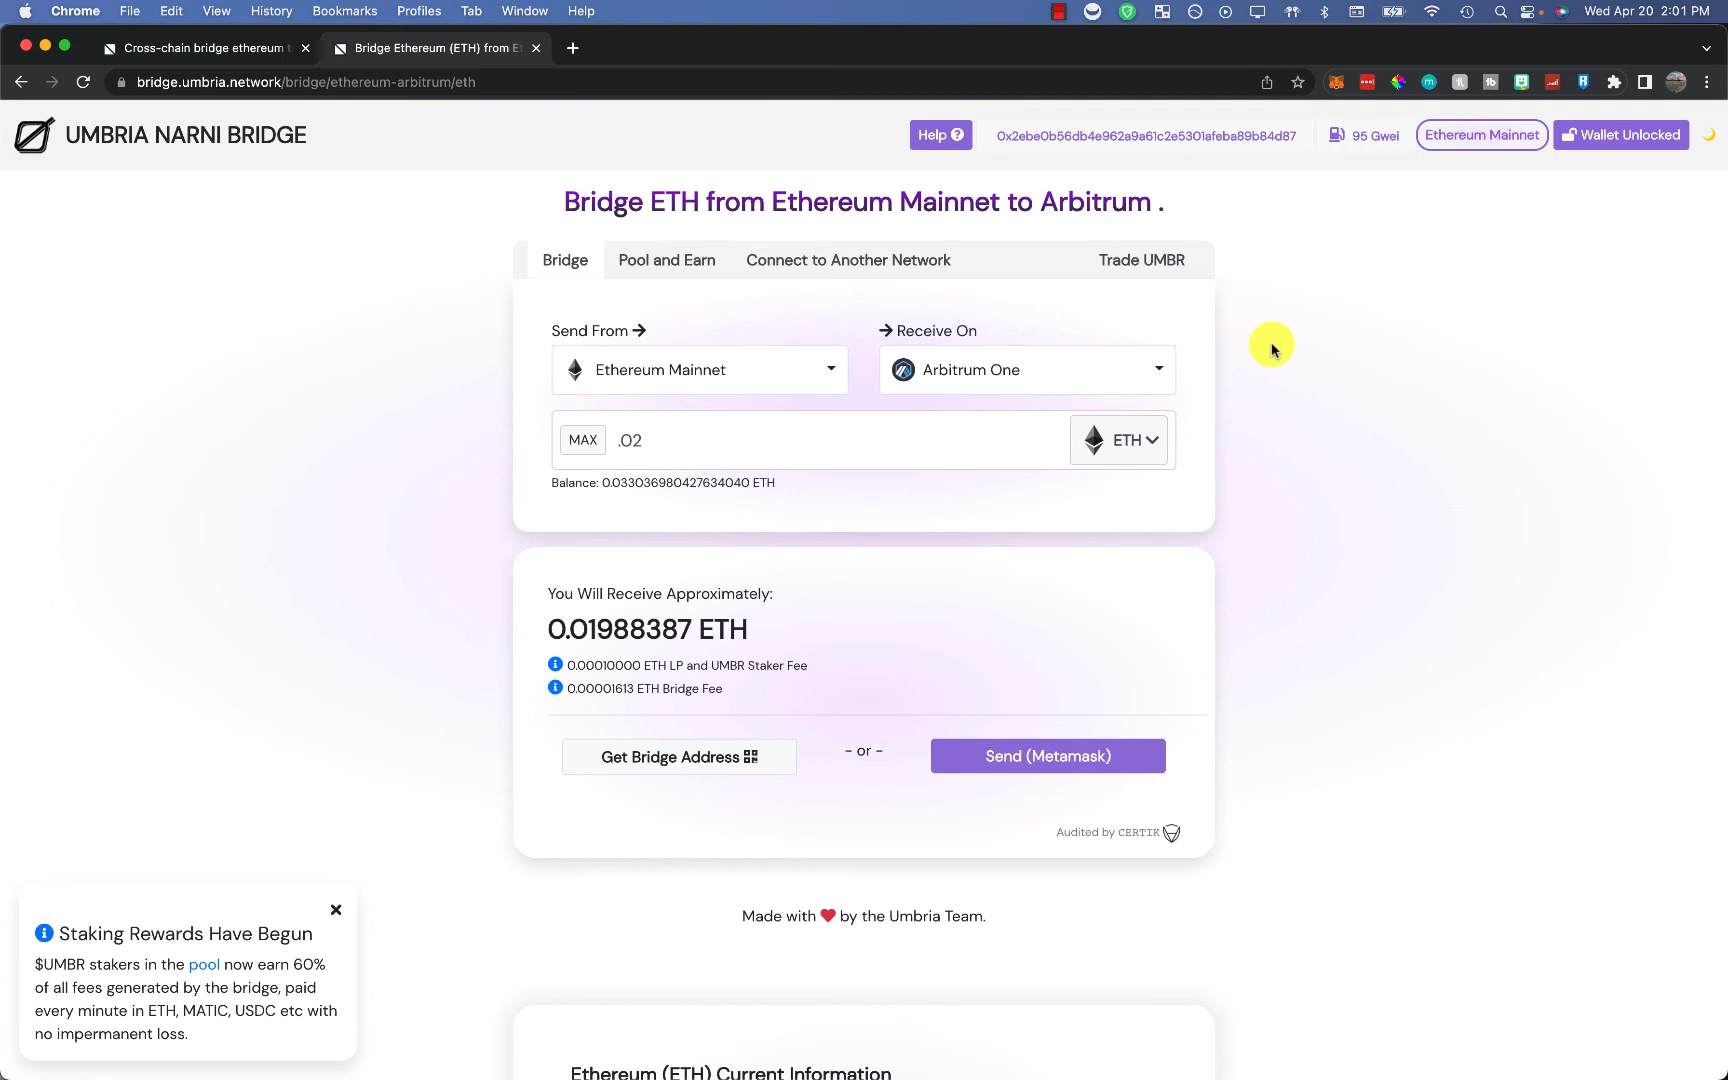 Chrome File Edit View History Bookmarks Profiles Tab Window Help Wed Apr 20 2:01 PM
Cross-chain bridge ethereum Bridge Ethereum (ETH) from
bridge.umbria.network/bridge/ethereum-arbitrum/eth
UMBRIA NARNI BRIDGE
Help ? 0x2ebe0b56db4e962a9a61c2e5301afeba89b84d87 95 Gwei Ethereum Mainnet Wallet Unlocked
Bridge ETH from Ethereum Mainnet to Arbitrum .
Bridge Pool and Earn Connect to Another Network Trade UMBR
Send From → → Receive On
Ethereum Mainnet Arbitrum One
MAX .02 ETH
Balance: 0.033036980427634040 ETH
You Will Receive Approximately:
0.01988387 ETH
0.00010000 ETH LP and UMBR Staker Fee
0.00001613 ETH Bridge Fee
Get Bridge Address - or - Send (Metamask)
Audited by CERTIK
Made with ❤ by the Umbria Team.
Staking Rewards Have Begun
$UMBR stakers in the pool now earn 60%
of all fees generated by the bridge, paid
every minute in ETH, MATIC, USDC etc with
no impermanent loss.
Ethereum (ETH) Current Information